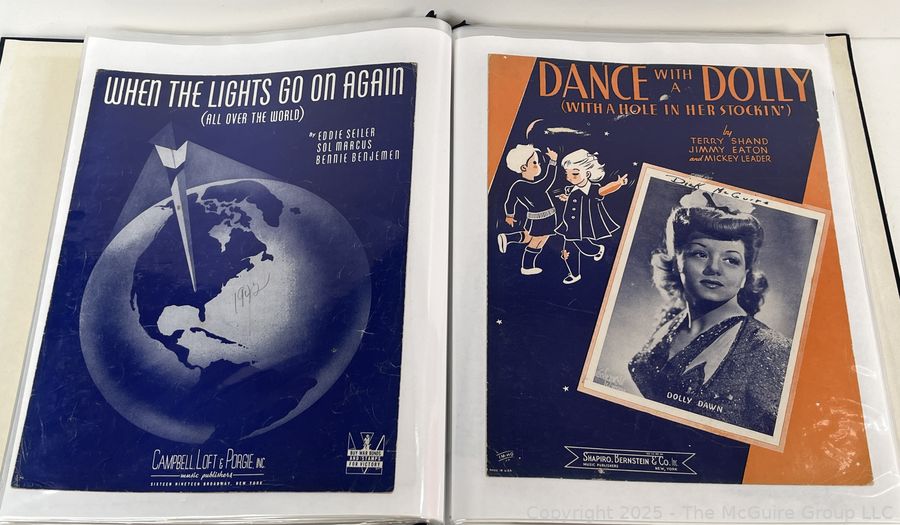 WHEN THE LIGHTS GO ON AGAIN
(ALL OVER THE WORLD)
By EDDIE SEILER
SOL MARCUS
BENNIE BENJEMEN
1942
CAMPBELL, LOFT & PORGIE, INC.
music publishers
SIXTEEN NINETEEN BROADWAY, NEW YORK
BUY WAR BONDS
AND STAMPS
FOR VICTORY
DANCE WITH A DOLLY
(WITH A HOLE IN HER STOCKIN')
by
TERRY SHAND
JIMMY EATON
and MICKEY LEADER
Dick McGuire
DOLLY DAWN
SHAPIRO, BERNSTEIN & CO. INC.
MUSIC PUBLISHERS
NEW YORK
Copyright 2025 - The McGuire Group LLC